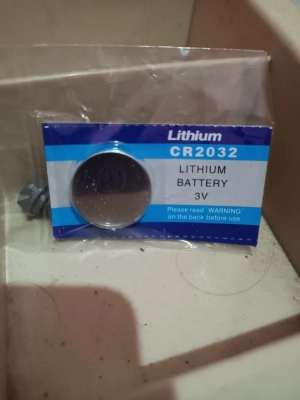 Lithium
CR2032
LITHIUM
BATTERY
3V
Please read WARNING
on the back before use